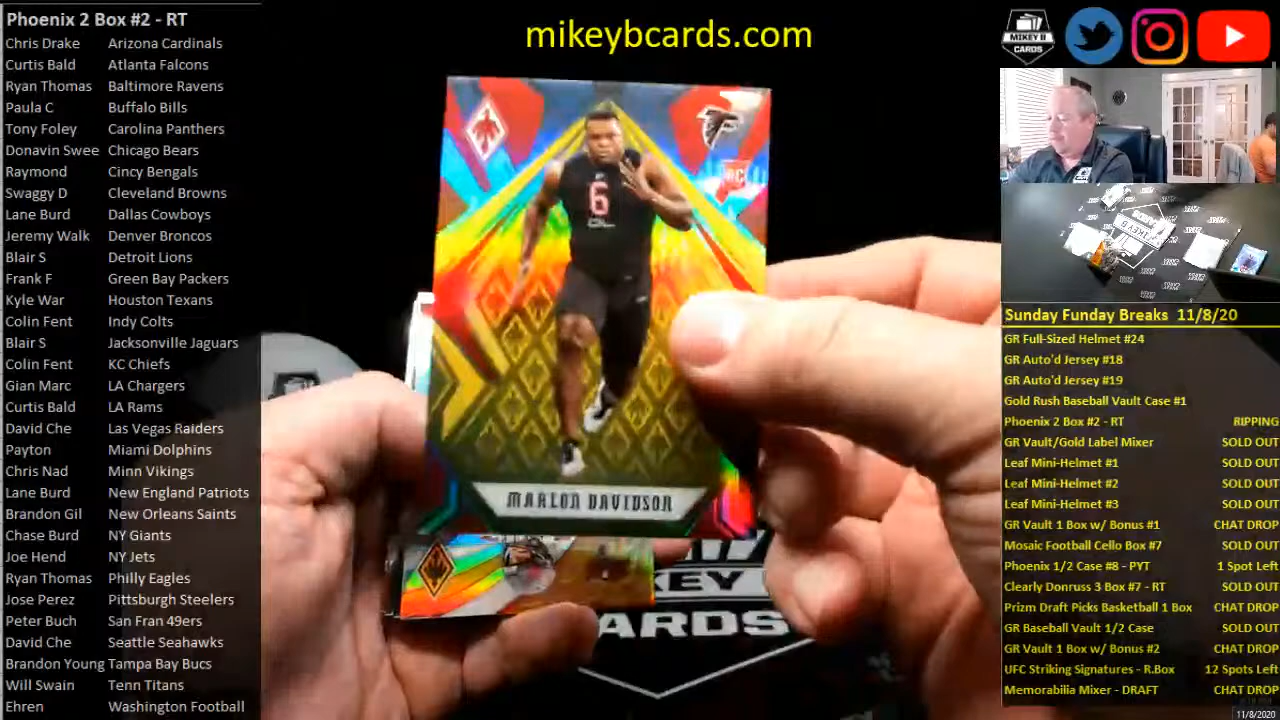 Phoenix 2 Box #2 - RT
Chris Drake Arizona Cardinals
Curtis Bald Atlanta Falcons
Ryan Thomas Baltimore Ravens
Paula C Buffalo Bills
Tony Foley Carolina Panthers
Donavin Swee Chicago Bears
Raymond Cincy Bengals
Swaggy D Cleveland Browns
Lane Burd Dallas Cowboys
Jeremy Walk Denver Broncos
Blair S Detroit Lions
Frank F Green Bay Packers
Kyle War Houston Texans
Colin Fent Indy Colts
Blair S Jacksonville Jaguars
Colin Fent KC Chiefs
Gian Marc LA Chargers
Curtis Bald LA Rams
David Che Las Vegas Raiders
Payton Miami Dolphins
Chris Nad Minn Vikings
Lane Burd New England Patriots
Brandon Gil New Orleans Saints
Chase Burd NY Giants
Joe Hend NY Jets
Ryan Thomas Philly Eagles
Jose Perez Pittsburgh Steelers
Peter Buch San Fran 49ers
David Che Seattle Seahawks
Brandon Young Tampa Bay Bucs
Will Swain Tenn Titans
Ehren Washington Football
mikeybcards.com
RC
6
MARLON DAVIDSON
KEY
ARDS
MIKEY B
CARDS
Sunday Funday Breaks 11/8/20
GR Full-Sized Helmet #24
GR Auto'd Jersey #18
GR Auto'd Jersey #19
Gold Rush Baseball Vault Case #1
Phoenix 2 Box #2 - RT RIPPING
GR Vault/Gold Label Mixer SOLD OUT
Leaf Mini-Helmet #1 SOLD OUT
Leaf Mini-Helmet #2 SOLD OUT
Leaf Mini-Helmet #3 SOLD OUT
GR Vault 1 Box w/ Bonus #1 CHAT DROP
Mosaic Football Cello Box #7 SOLD OUT
Phoenix 1/2 Case #8 - PYT 1 Spot Left
Clearly Donruss 3 Box #7 - RT SOLD OUT
Prizm Draft Picks Basketball 1 Box CHAT DROP
GR Baseball Vault 1/2 Case SOLD OUT
GR Vault 1 Box w/ Bonus #2 CHAT DROP
UFC Striking Signatures - R.Box 12 Spots Left
Memorabilia Mixer - DRAFT CHAT DROP
11/8/2020